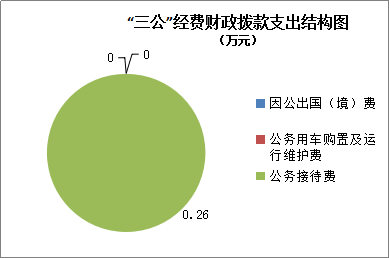 “三公”经费财政拨款支出结构图
（万元）
0
0
因公出国（境）费
公务用车购置及运
行维护费
公务接待费
0.26